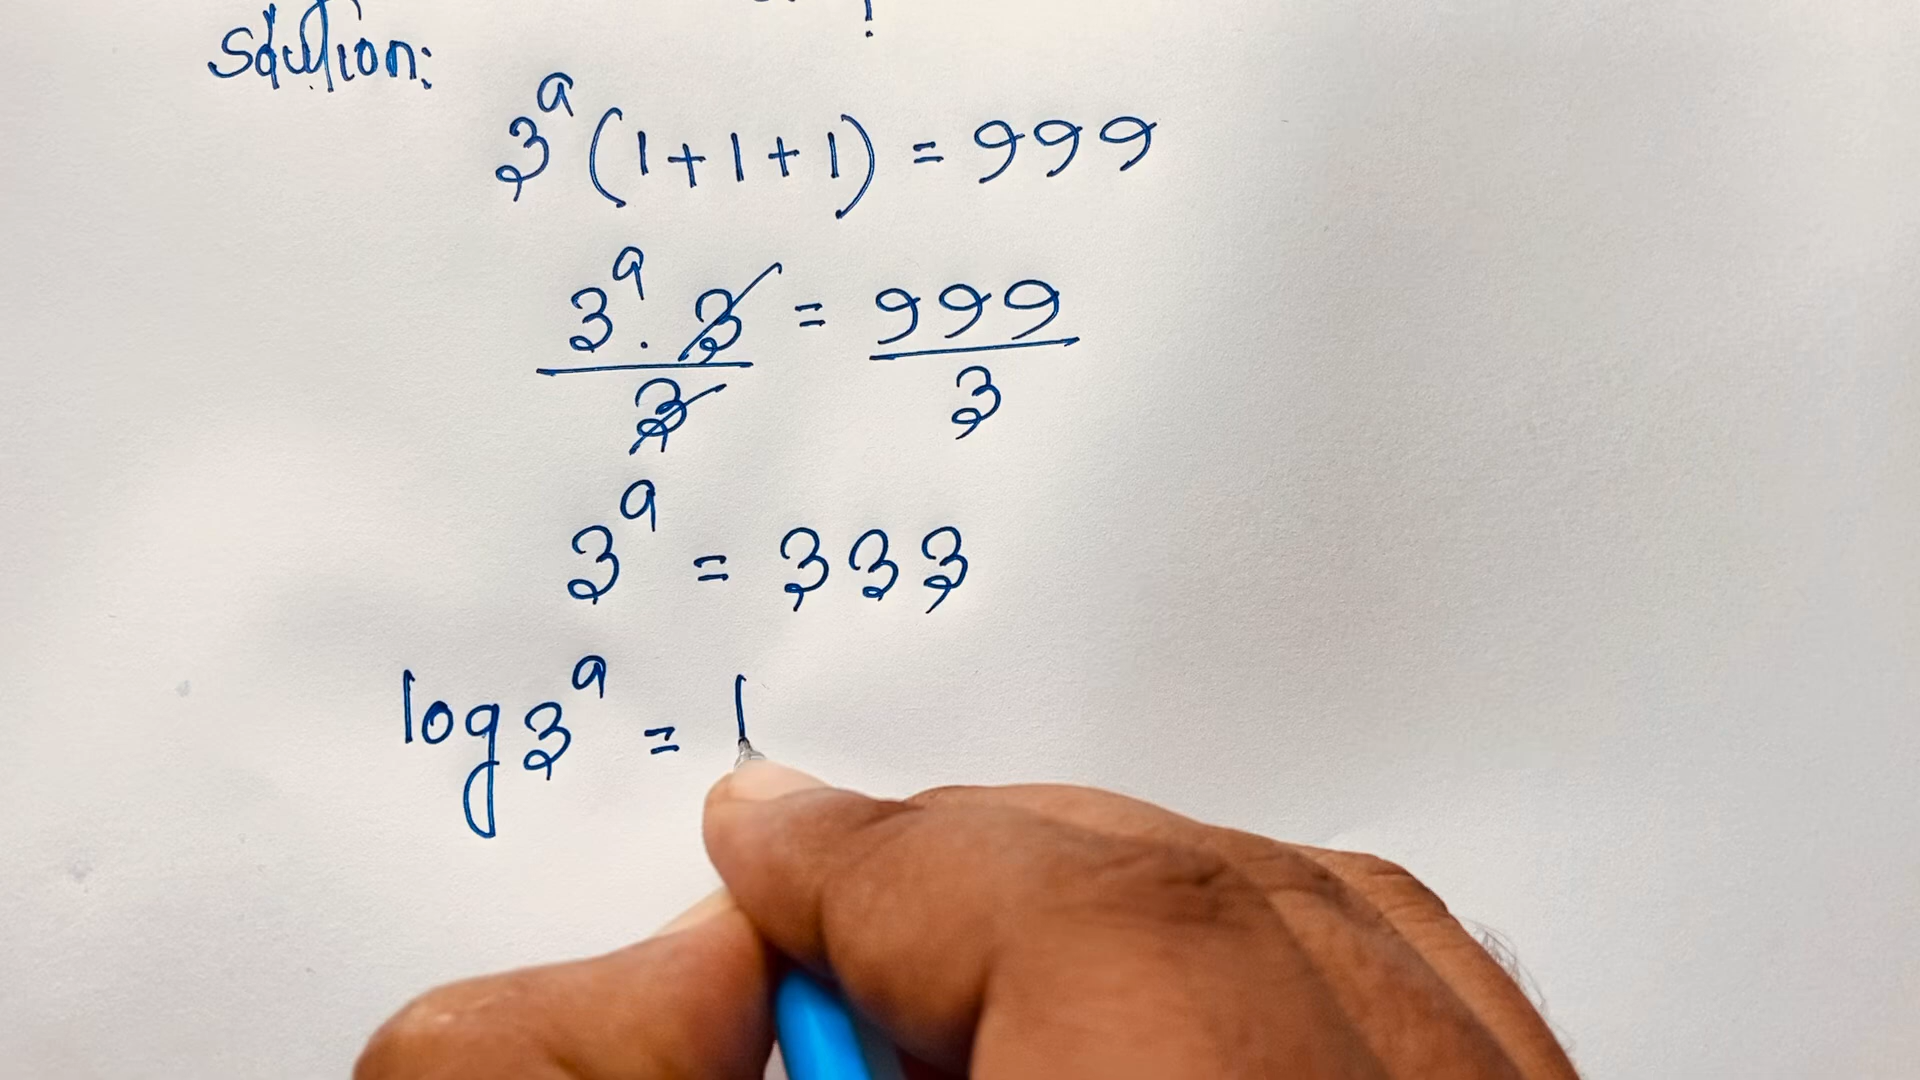 Solution:
3^a (1+1+1) = 999
3^a . 3 / 3 = 999 / 3
3^a = 333
log 3^a = l